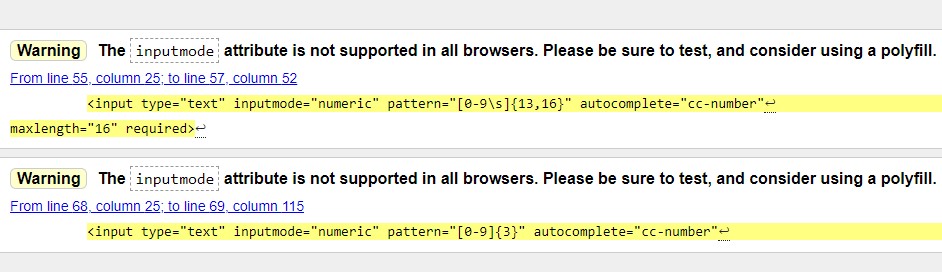 Warning The inputmode attribute is not supported in all browsers. Please be sure to test, and consider using a polyfill.
From line 55, column 25; to line 57, column 52
<input type="text" inputmode="numeric" pattern="[0-9\s]{13,16}" autocomplete="cc-number"↩
maxlength="16" required>↩
Warning The inputmode attribute is not supported in all browsers. Please be sure to test, and consider using a polyfill.
From line 68, column 25; to line 69, column 115
<input type="text" inputmode="numeric" pattern="[0-9]{3}" autocomplete="cc-number"↩